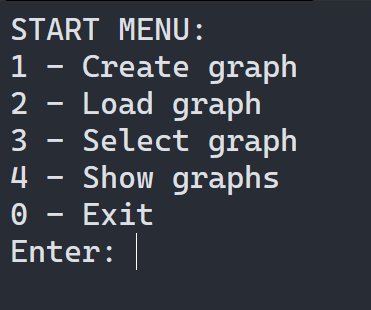 START MENU:
1 - Create graph
2 - Load graph
3 - Select graph
4 - Show graphs
0 - Exit
Enter: